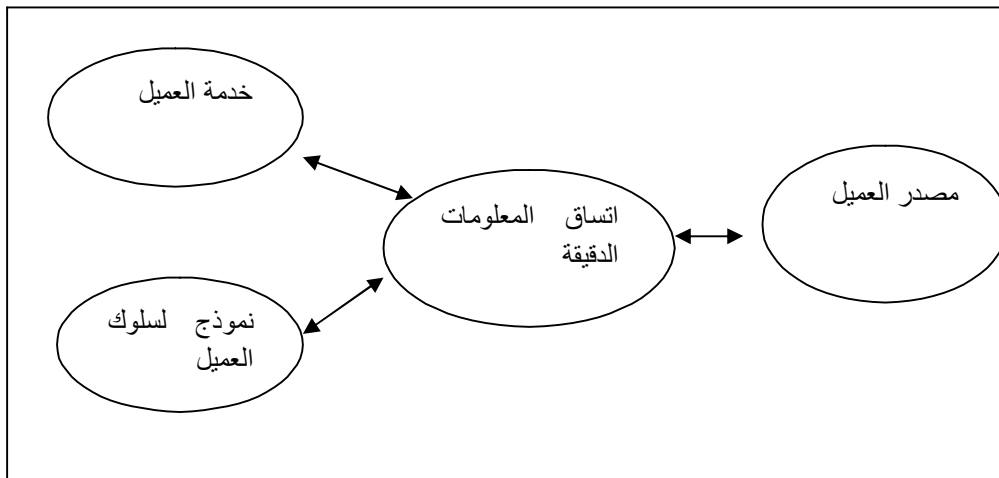 خدمة العميل
مصدر العميل
اتساق المعلومات
الدقيقة
نموذج لسلوك
العميل